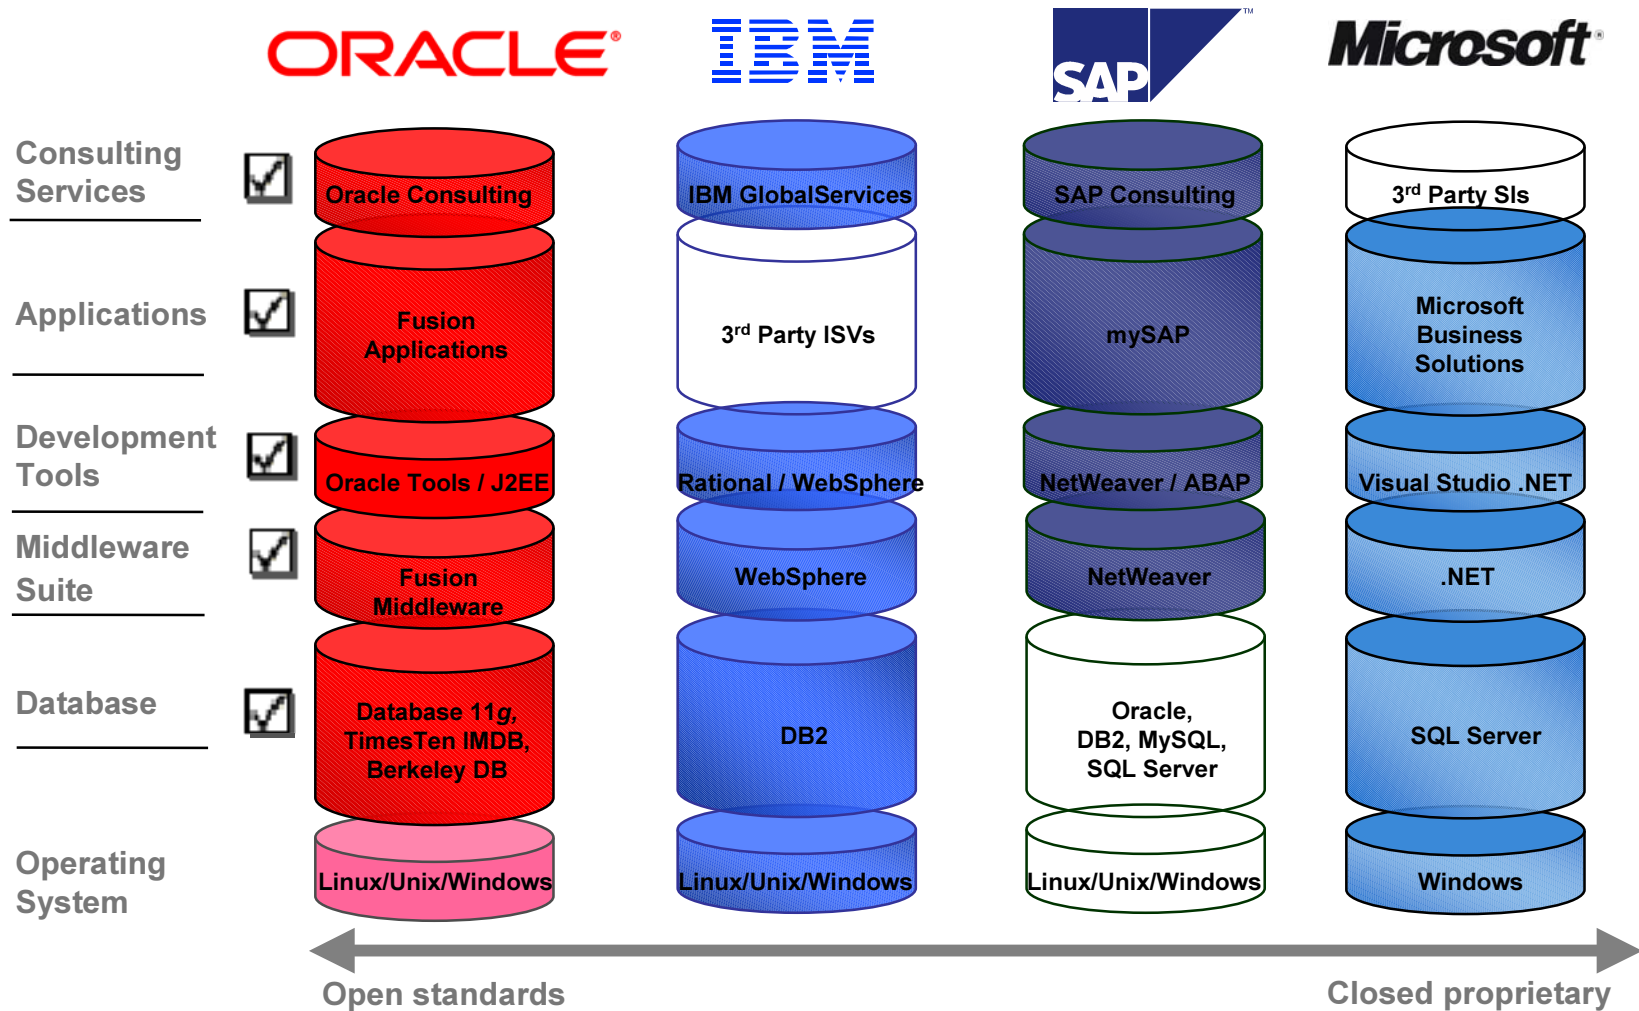 ORACLE®
IBM
SAP
TM
Microsoft®
Consulting
Services
Oracle Consulting
IBM GlobalServices
SAP Consulting
3rd Party SIs
Applications
Fusion
Applications
3rd Party ISVs
mySAP
Microsoft
Business
Solutions
Development
Tools
Oracle Tools / J2EE
Rational / WebSphere
NetWeaver / ABAP
Visual Studio .NET
Middleware
Suite
Fusion
Middleware
WebSphere
NetWeaver
.NET
Database
Database 11g,
TimesTen IMDB,
Berkeley DB
DB2
Oracle,
DB2, MySQL,
SQL Server
SQL Server
Operating
System
Linux/Unix/Windows
Linux/Unix/Windows
Linux/Unix/Windows
Windows
Open standards
Closed proprietary